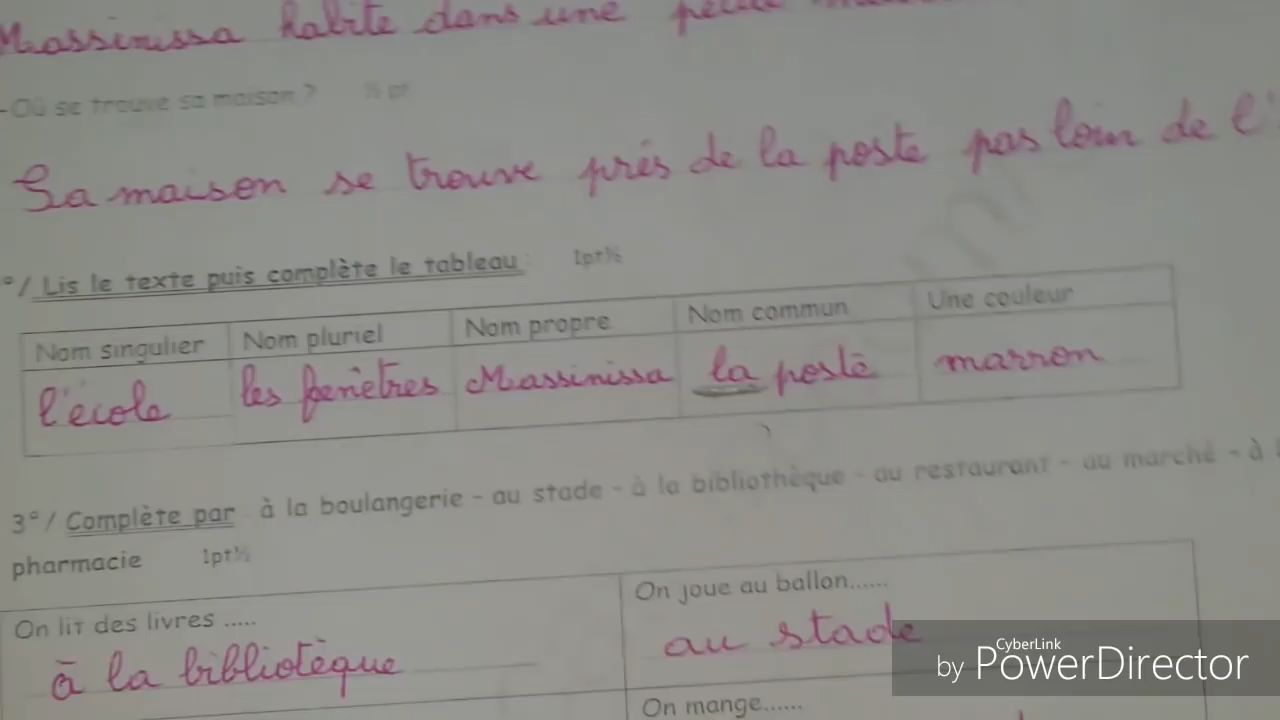 Massinissa habite dans une petite
-Où se trouve sa maison ? ½ pt
Sa maison se trouve près de la poste pas loin de l'
°/ Lis le texte puis complète le tableau : 1pt½
Nom singulier Nom pluriel Nom propre Nom commun Une couleur
l'école les fenêtres Massinissa la poste marron
3°/ Complète par à la boulangerie - au stade - à la bibliothèque - au restaurant - au marché - à
pharmacie 1pt½
On lit des livres ..... On joue au ballon......
à la bibliotèque au stade
On mange......
CyberLink
by PowerDirector